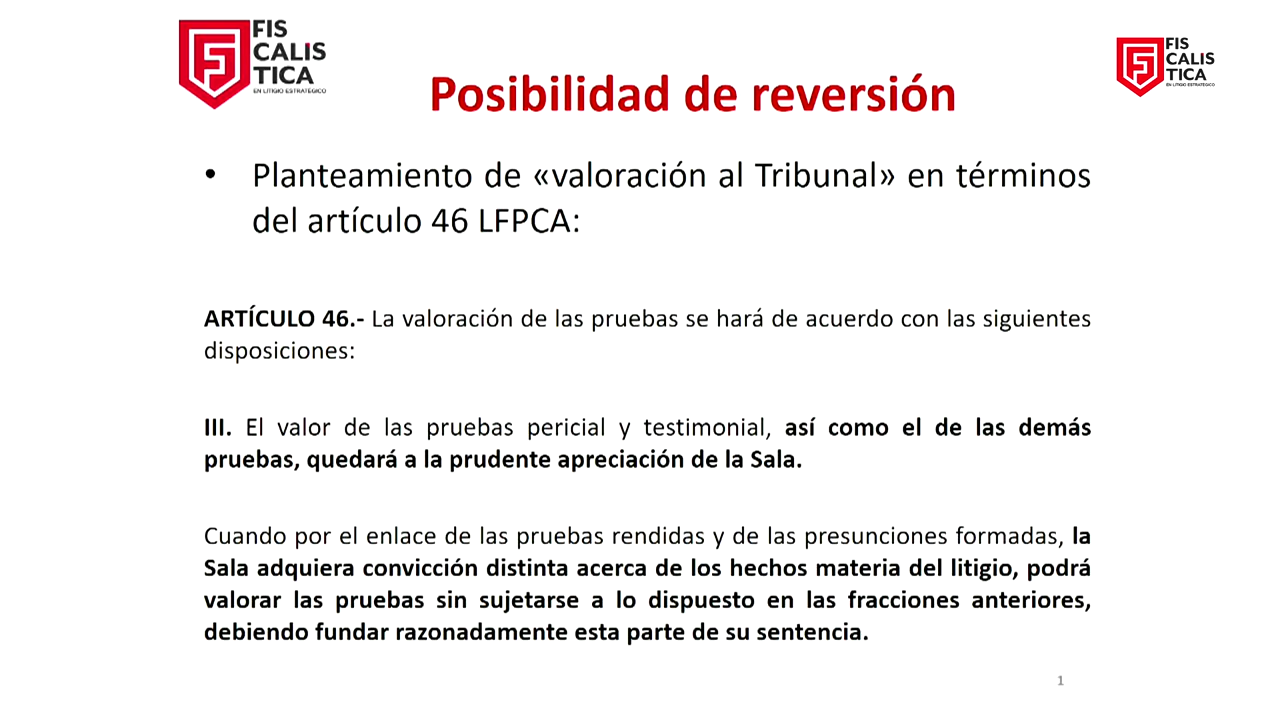 FIS
CALIS
TICA
EN LITIGIO ESTRATÉGICO
FIS
CALIS
TICA
EN LITIGIO ESTRATÉGICO
Posibilidad de reversión
• Planteamiento de «valoración al Tribunal» en términos
del artículo 46 LFPCA:
ARTÍCULO 46.- La valoración de las pruebas se hará de acuerdo con las siguientes
disposiciones:
III. El valor de las pruebas pericial y testimonial, así como el de las demás
pruebas, quedará a la prudente apreciación de la Sala.
Cuando por el enlace de las pruebas rendidas y de las presunciones formadas, la
Sala adquiera convicción distinta acerca de los hechos materia del litigio, podrá
valorar las pruebas sin sujetarse a lo dispuesto en las fracciones anteriores,
debiendo fundar razonadamente esta parte de su sentencia.
1